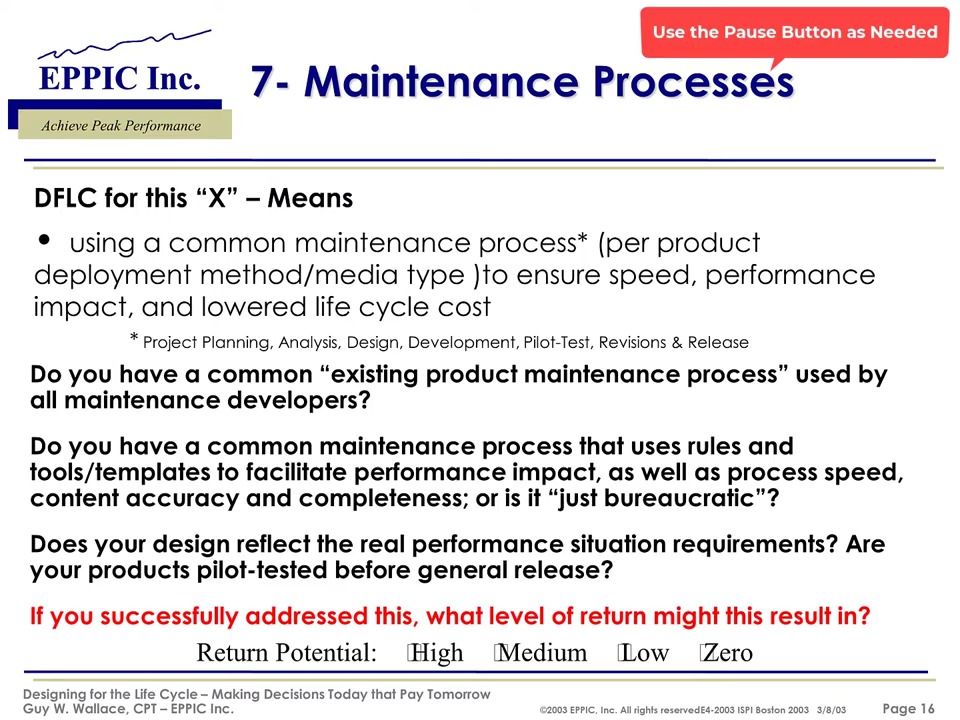 Use the Pause Button as Needed
EPPIC Inc.
Achieve Peak Performance
7- Maintenance Processes
DFLC for this “X” – Means
• using a common maintenance process* (per product
deployment method/media type )to ensure speed, performance
impact, and lowered life cycle cost
* Project Planning, Analysis, Design, Development, Pilot-Test, Revisions & Release
Do you have a common “existing product maintenance process” used by
all maintenance developers?
Do you have a common maintenance process that uses rules and
tools/templates to facilitate performance impact, as well as process speed,
content accuracy and completeness; or is it “just bureaucratic”?
Does your design reflect the real performance situation requirements? Are
your products pilot-tested before general release?
If you successfully addressed this, what level of return might this result in?
Return Potential: High Medium Low Zero
Designing for the Life Cycle – Making Decisions Today that Pay Tomorrow
Guy W. Wallace, CPT – EPPIC Inc.
©2003 EPPIC, Inc. All rights reservedE4-2003 ISPI Boston 2003 3/8/03
Page 16